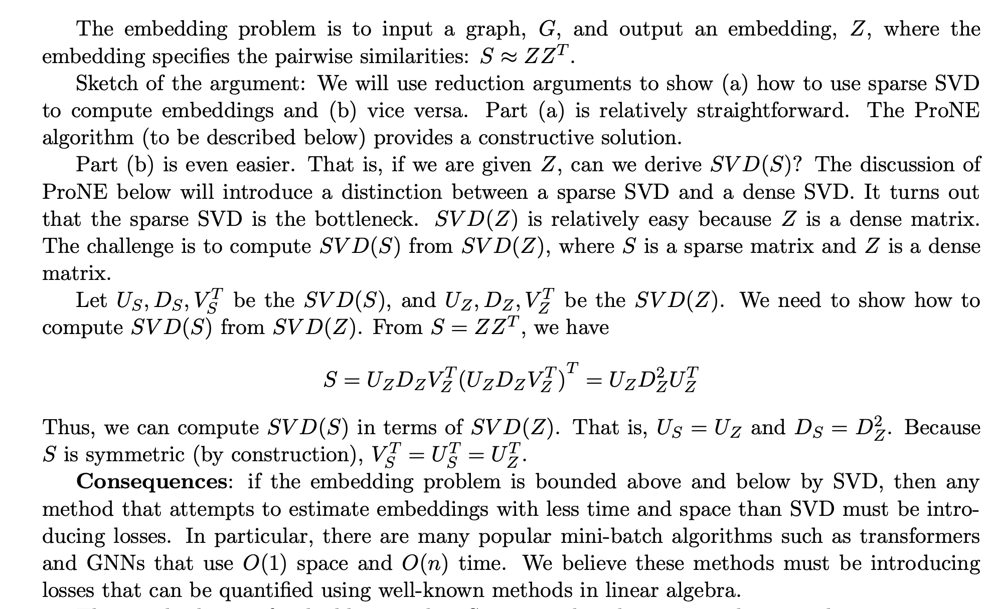 The embedding problem is to input a graph, G, and output an embedding, Z, where the
embedding specifies the pairwise similarities: S ≈ ZZ^T.
Sketch of the argument: We will use reduction arguments to show (a) how to use sparse SVD
to compute embeddings and (b) vice versa. Part (a) is relatively straightforward. The ProNE
algorithm (to be described below) provides a constructive solution.
Part (b) is even easier. That is, if we are given Z, can we derive SVD(S)? The discussion of
ProNE below will introduce a distinction between a sparse SVD and a dense SVD. It turns out
that the sparse SVD is the bottleneck. SVD(Z) is relatively easy because Z is a dense matrix.
The challenge is to compute SVD(S) from SVD(Z), where S is a sparse matrix and Z is a dense
matrix.
Let U_S, D_S, V_S^T be the SVD(S), and U_Z, D_Z, V_Z^T be the SVD(Z). We need to show how to
compute SVD(S) from SVD(Z). From S = ZZ^T, we have
S = U_Z D_Z V_Z^T (U_Z D_Z V_Z^T)^T = U_Z D_Z^2 U_Z^T
Thus, we can compute SVD(S) in terms of SVD(Z). That is, U_S = U_Z and D_S = D_Z^2. Because
S is symmetric (by construction), V_S^T = U_S^T = U_Z^T.
Consequences: if the embedding problem is bounded above and below by SVD, then any
method that attempts to estimate embeddings with less time and space than SVD must be intro-
ducing losses. In particular, there are many popular mini-batch algorithms such as transformers
and GNNs that use O(1) space and O(n) time. We believe these methods must be introducing
losses that can be quantified using well-known methods in linear algebra.